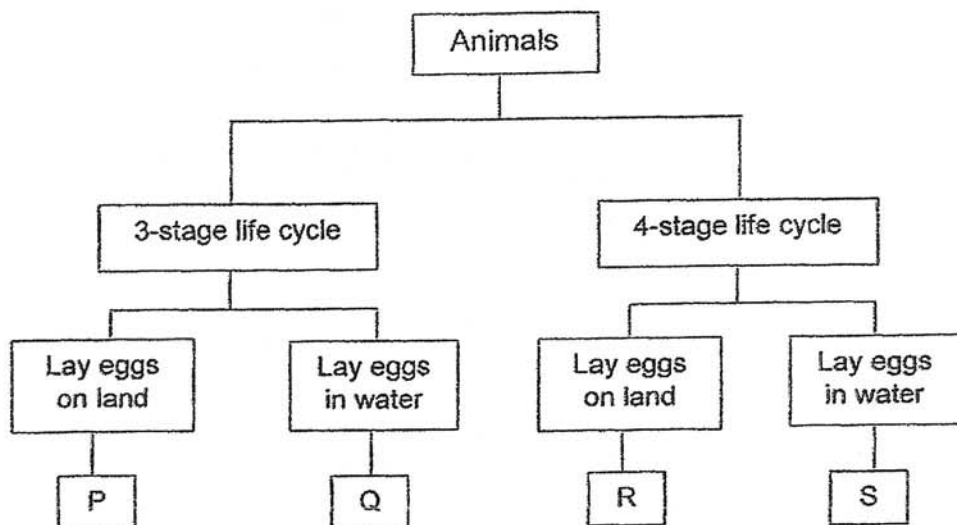 Animals
3-stage life cycle
4-stage life cycle
Lay eggs
on land
Lay eggs
in water
Lay eggs
on land
Lay eggs
in water
P
Q
R
S